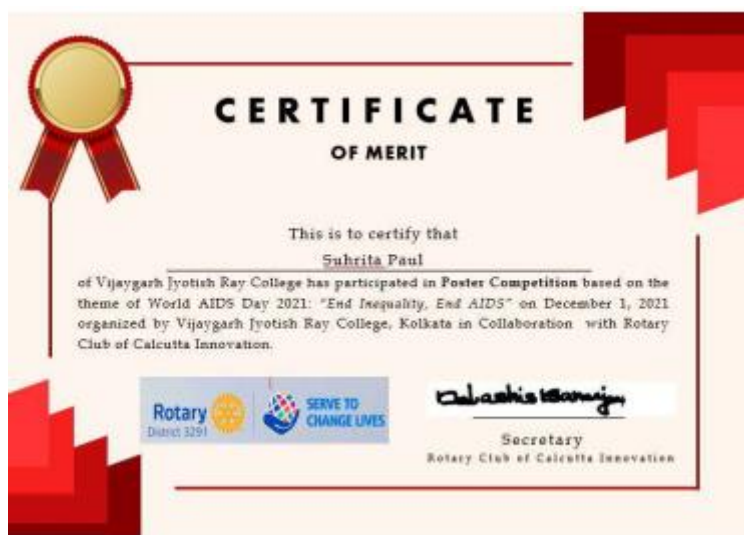 CERTIFICATE
OF MERIT
This is to certify that
Suhrita Paul
of Vijaygarh Jyotish Ray College has participated in Poster Competition based on the
theme of World AIDS Day 2021: "End Inequality, End AIDS" on December 1, 2021
organized by Vijaygarh Jyotish Ray College, Kolkata in Collaboration with Rotary
Club of Calcutta Innovation.
Rotary
District 3291
SERVE TO
CHANGE LIVES
Debashis Banerjee
Secretary
Rotary Club of Calcutta Innovation